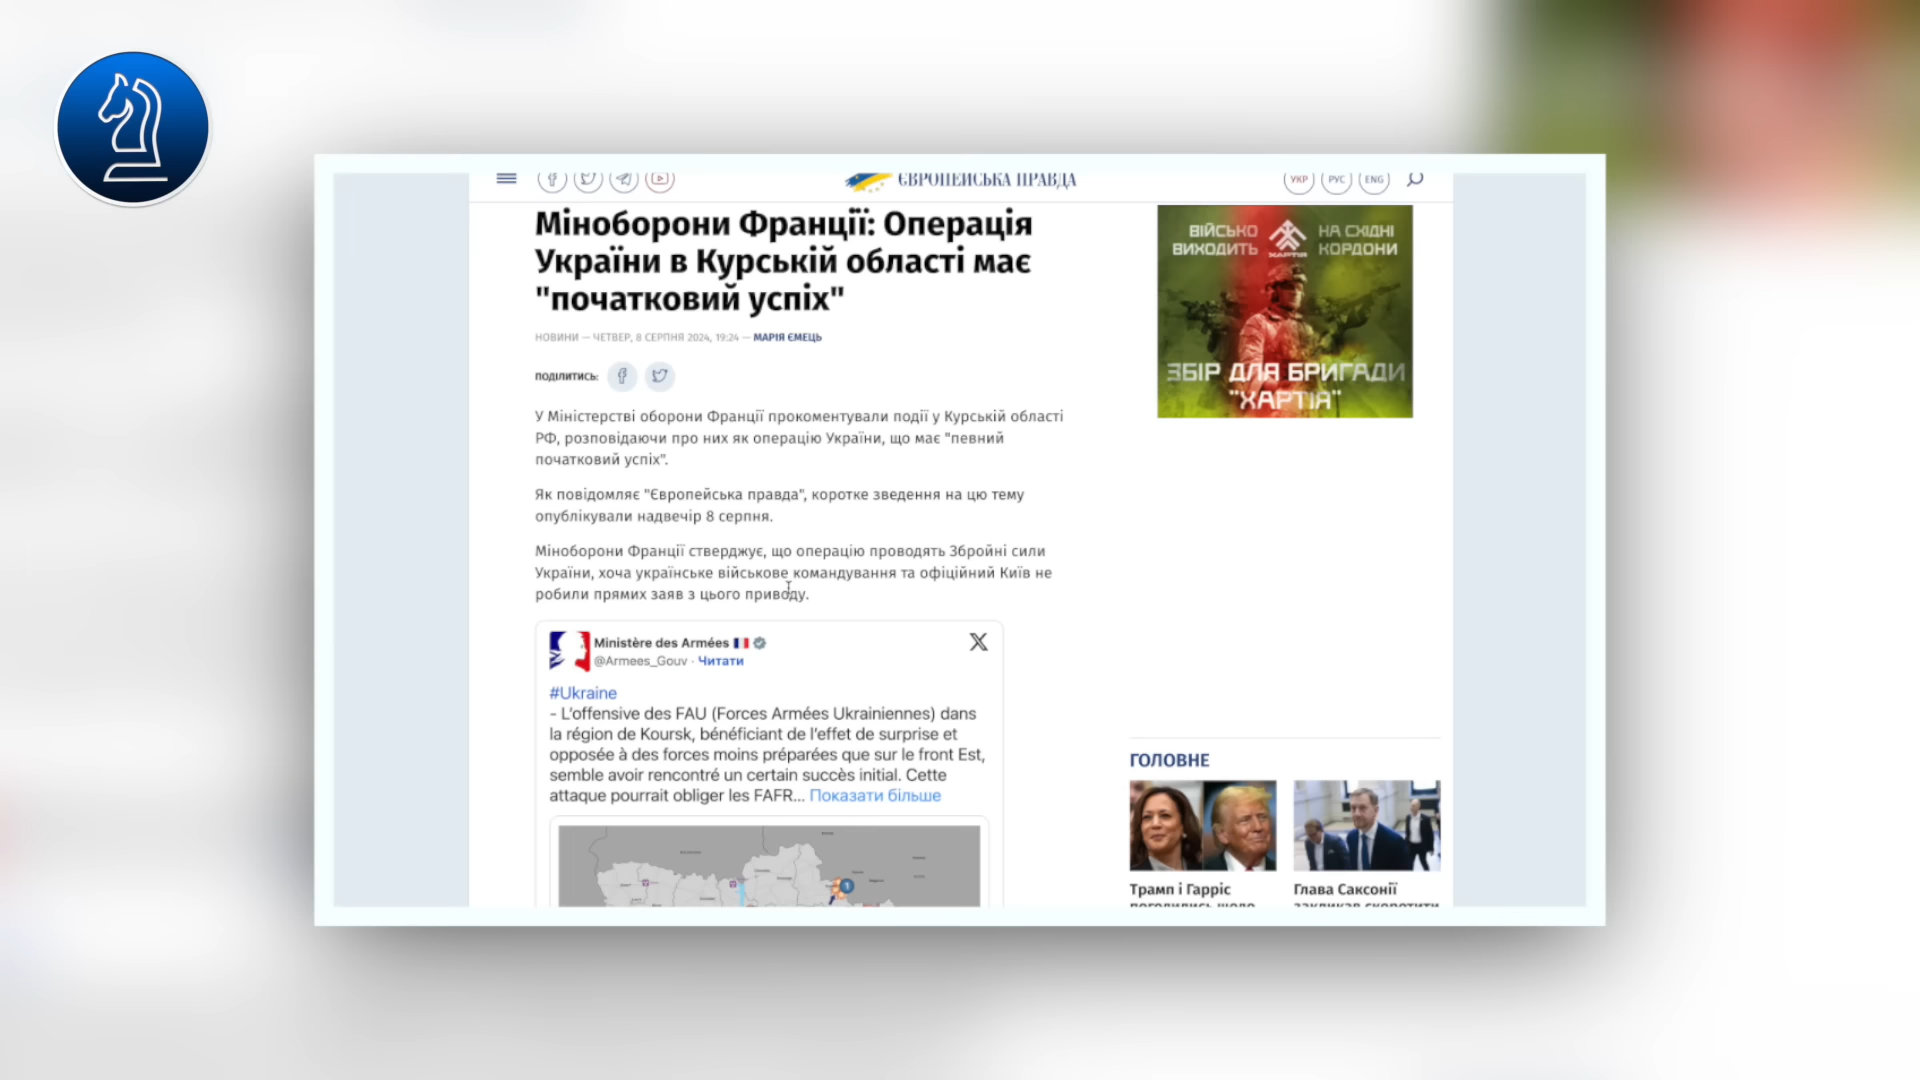 ЄВРОПЕЙСЬКА ПРАВДА
УКР РУС ENG
Міноборони Франції: Операція
України в Курській області має
"початковий успіх"
НОВИНИ — ЧЕТВЕР, 8 СЕРПНЯ 2024, 19:24 — МАРІЯ ЄМЕЦЬ
ПОДІЛИТИСЬ:
У Міністерстві оборони Франції прокоментували події у Курській області
РФ, розповідаючи про них як операцію України, що має "певний
початковий успіх".
Як повідомляє "Європейська правда", коротке зведення на цю тему
опублікували надвечір 8 серпня.
Міноборони Франції стверджує, що операцію проводять Збройні сили
України, хоча українське військове командування та офіційний Київ не
робили прямих заяв з цього приводу.
Ministère des Armées
@Armees_Gouv · Читати
#Ukraine
- L'offensive des FAU (Forces Armées Ukrainiennes) dans
la région de Koursk, bénéficiant de l'effet de surprise et
opposée à des forces moins préparées que sur le front Est,
semble avoir rencontré un certain succès initial. Cette
attaque pourrait obliger les FAFR... Показати більше
1
ВІЙСЬКО НА СХІДНІ
ВИХОДИТЬ ХАРТІЯ КОРДОНИ
ЗБІР ДЛЯ БРИГАДИ
"ХАРТІЯ"
ГОЛОВНЕ
Трамп і Гарріс
погодились щодо
Глава Саксонії
закликав скоротити